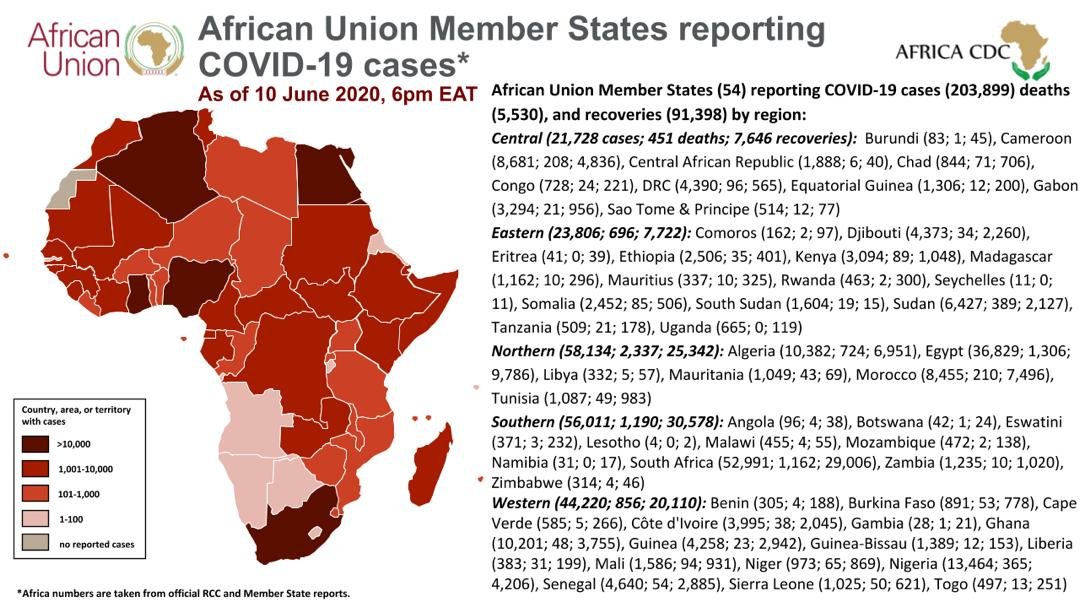 African
Union
African Union Member States reporting
COVID-19 cases*
As of 10 June 2020, 6pm EAT
AFRICA CDC
African Union Member States (54) reporting COVID-19 cases (203,899) deaths
(5,530), and recoveries (91,398) by region:
Central (21,728 cases; 451 deaths; 7,646 recoveries): Burundi (83; 1; 45), Cameroon
(8,681; 208; 4,836), Central African Republic (1,888; 6; 40), Chad (844; 71; 706),
Congo (728; 24; 221), DRC (4,390; 96; 565), Equatorial Guinea (1,306; 12; 200), Gabon
(3,294; 21; 956), Sao Tome & Principe (514; 12; 77)
Eastern (23,806; 696; 7,722): Comoros (162; 2; 97), Djibouti (4,373; 34; 2,260),
Eritrea (41; 0; 39), Ethiopia (2,506; 35; 401), Kenya (3,094; 89; 1,048), Madagascar
(1,162; 10; 296), Mauritius (337; 10; 325), Rwanda (463; 2; 300), Seychelles (11; 0;
11), Somalia (2,452; 85; 506), South Sudan (1,604; 19; 15), Sudan (6,427; 389; 2,127),
Tanzania (509; 21; 178), Uganda (665; 0; 119)
Northern (58,134; 2,337; 25,342): Algeria (10,382; 724; 6,951), Egypt (36,829; 1,306;
9,786), Libya (332; 5; 57), Mauritania (1,049; 43; 69), Morocco (8,455; 210; 7,496),
Tunisia (1,087; 49; 983)
Southern (56,011; 1,190; 30,578): Angola (96; 4; 38), Botswana (42; 1; 24), Eswatini
(371; 3; 232), Lesotho (4; 0; 2), Malawi (455; 4; 55), Mozambique (472; 2; 138),
Namibia (31; 0; 17), South Africa (52,991; 1,162; 29,006), Zambia (1,235; 10; 1,020),
Zimbabwe (314; 4; 46)
Western (44,220; 856; 20,110): Benin (305; 4; 188), Burkina Faso (891; 53; 778), Cape
Verde (585; 5; 266), Côte d'Ivoire (3,995; 38; 2,045), Gambia (28; 1; 21), Ghana
(10,201; 48; 3,755), Guinea (4,258; 23; 2,942), Guinea-Bissau (1,389; 12; 153), Liberia
(383; 31; 199), Mali (1,586; 94; 931), Niger (973; 65; 869), Nigeria (13,464; 365;
4,206), Senegal (4,640; 54; 2,885), Sierra Leone (1,025; 50; 621), Togo (497; 13; 251)
Country, area, or territory
with cases
>10,000
1,001-10,000
101-1,000
1-100
no reported cases
*Africa numbers are taken from official RCC and Member State reports.